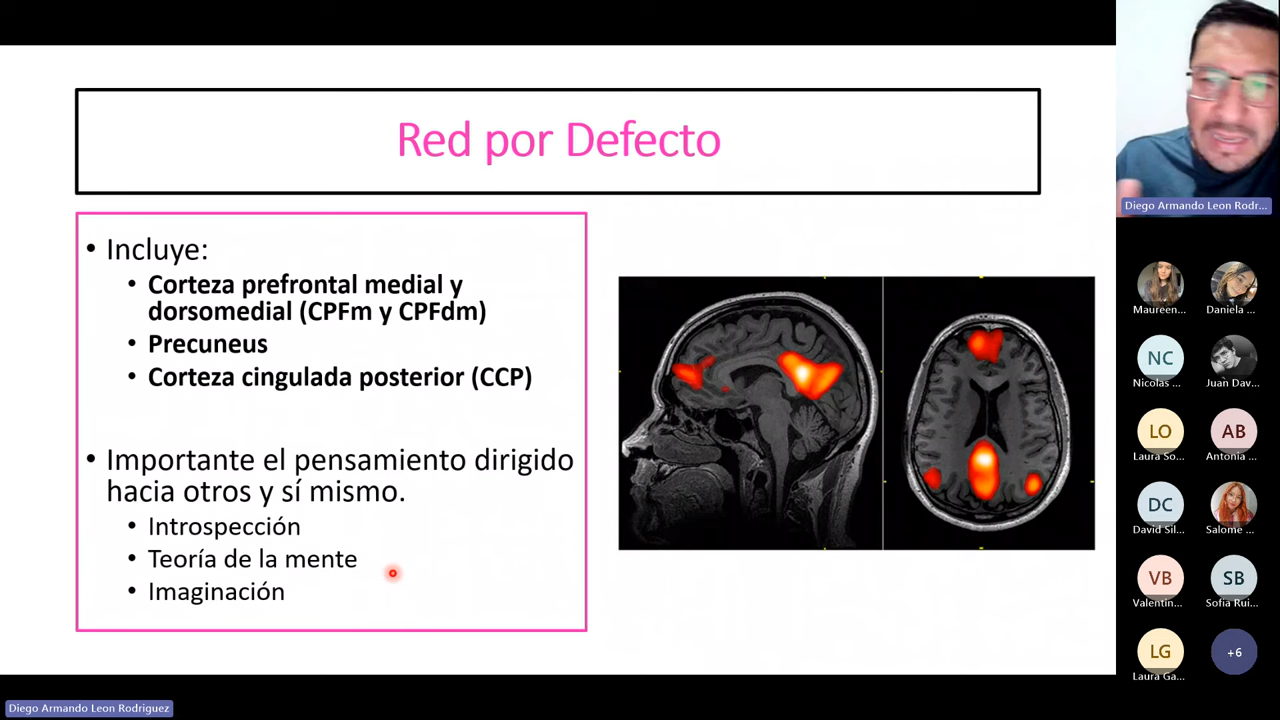 Red por Defecto
• Incluye:
• Corteza prefrontal medial y
dorsomedial (CPFm y CPFdm)
• Precuneus
• Corteza cingulada posterior (CCP)
• Importante el pensamiento dirigido
hacia otros y sí mismo.
• Introspección
• Teoría de la mente
• Imaginación
Diego Armando Leon Rodr...
Maureen...
Daniela ...
NC
Nicolas ...
Juan Dav...
LO
Laura So...
AB
Antonia ...
DC
David Sil...
Salome ...
VB
Valentin...
SB
Sofia Rui...
LG
Laura Ga...
+6
Diego Armando Leon Rodriguez